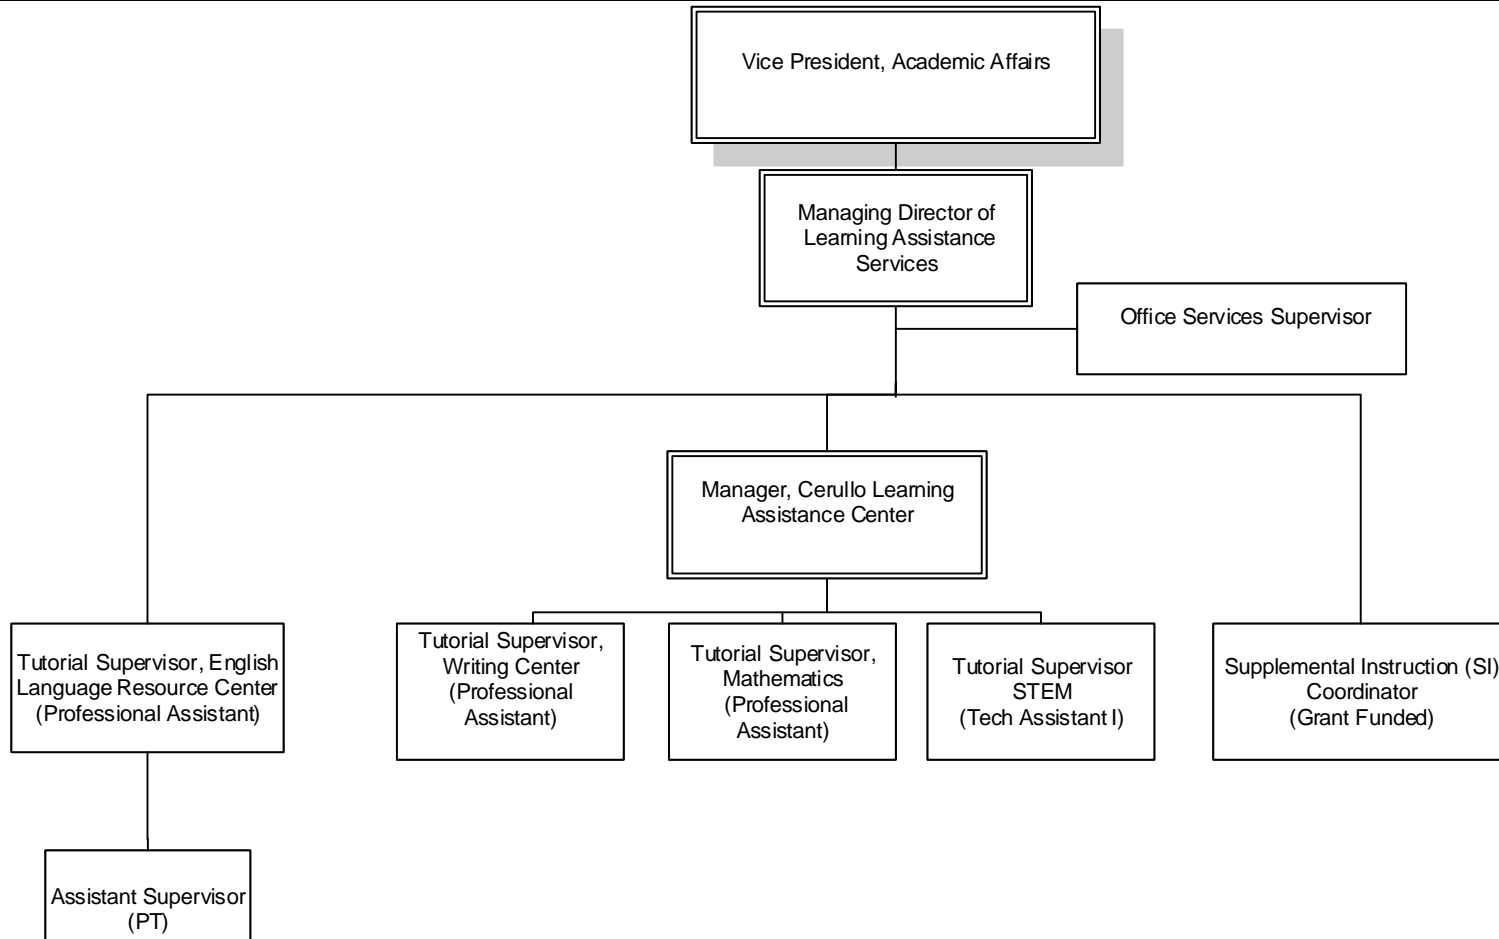 Vice President, Academic Affairs
Managing Director of
Learning Assistance
Services
Office Services Supervisor
Manager, Cerullo Learning
Assistance Center
Tutorial Supervisor, English
Language Resource Center
(Professional Assistant)
Tutorial Supervisor,
Writing Center
(Professional
Assistant)
Tutorial Supervisor,
Mathematics
(Professional
Assistant)
Tutorial Supervisor
STEM
(Tech Assistant I)
Supplemental Instruction (SI)
Coordinator
(Grant Funded)
Assistant Supervisor
(PT)